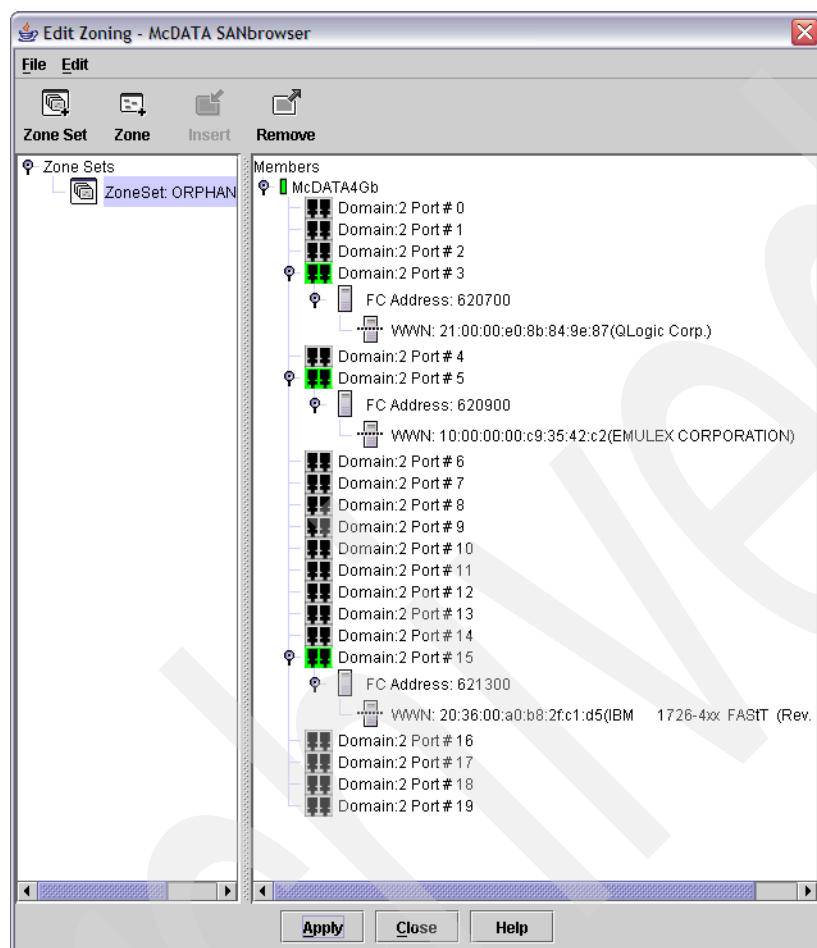 Edit Zoning - McDATA SANbrowser
File Edit
Zone Set Zone Insert Remove
Zone Sets
ZoneSet: ORPHAN
Members
McDATA4Gb
Domain:2 Port # 0
Domain:2 Port # 1
Domain:2 Port # 2
Domain:2 Port # 3
FC Address: 620700
WWN: 21:00:00:e0:8b:84:9e:87(QLogic Corp.)
Domain:2 Port # 4
Domain:2 Port # 5
FC Address: 620900
WWN: 10:00:00:00:c9:35:42:c2(EMULEX CORPORATION)
Domain:2 Port # 6
Domain:2 Port # 7
Domain:2 Port # 8
Domain:2 Port # 9
Domain:2 Port # 10
Domain:2 Port # 11
Domain:2 Port # 12
Domain:2 Port # 13
Domain:2 Port # 14
Domain:2 Port # 15
FC Address: 621300
WWN: 20:36:00:a0:b8:2f:c1:d5(IBM 1726-4xx FAStT (Rev.
Domain:2 Port # 16
Domain:2 Port # 17
Domain:2 Port # 18
Domain:2 Port # 19
Apply Close Help